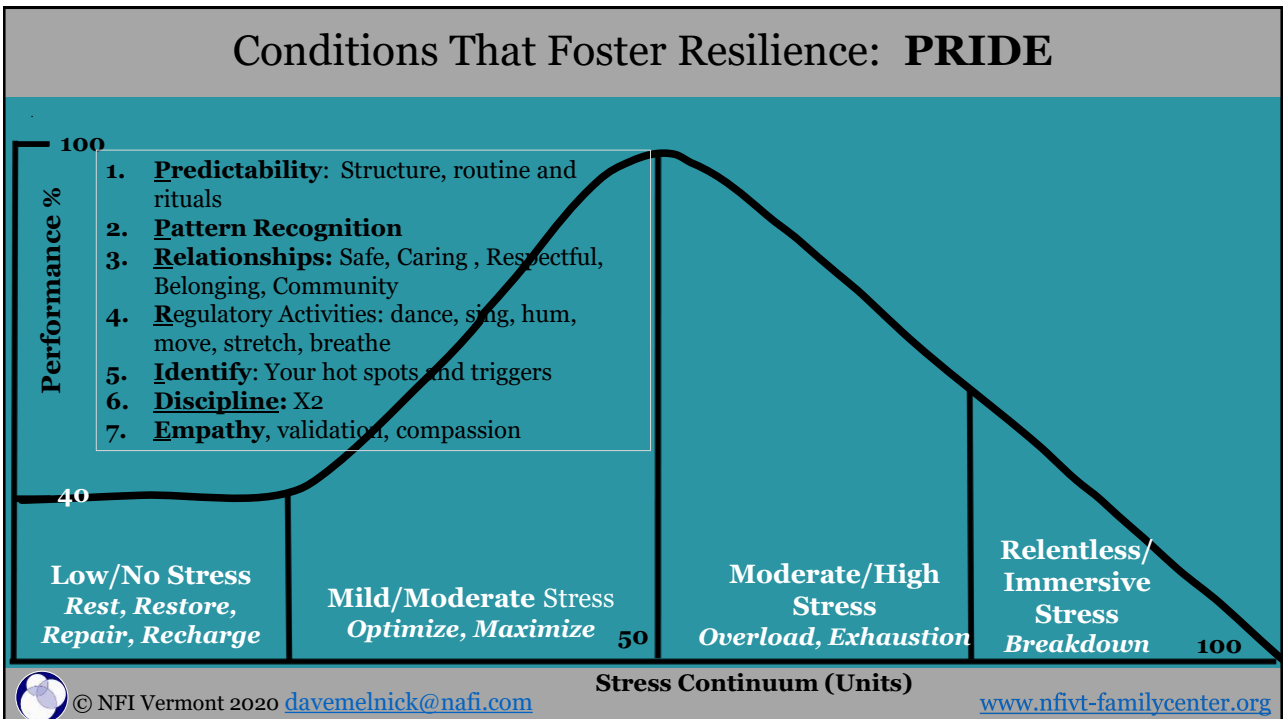 Conditions That Foster Resilience: PRIDE
100
Performance %
1. Predictability: Structure, routine and
rituals
2. Pattern Recognition
3. Relationships: Safe, Caring , Respectful,
Belonging, Community
4. Regulatory Activities: dance, sing, hum,
move, stretch, breathe
5. Identify: Your hot spots and triggers
6. Discipline: X2
7. Empathy, validation, compassion
40
Low/No Stress
Rest, Restore,
Repair, Recharge
Mild/Moderate Stress
Optimize, Maximize
50
Moderate/High
Stress
Overload, Exhaustion
Relentless/
Immersive
Stress
Breakdown
100
Stress Continuum (Units)
© NFI Vermont 2020 davemelnick@nafi.com
www.nfivt-familycenter.org